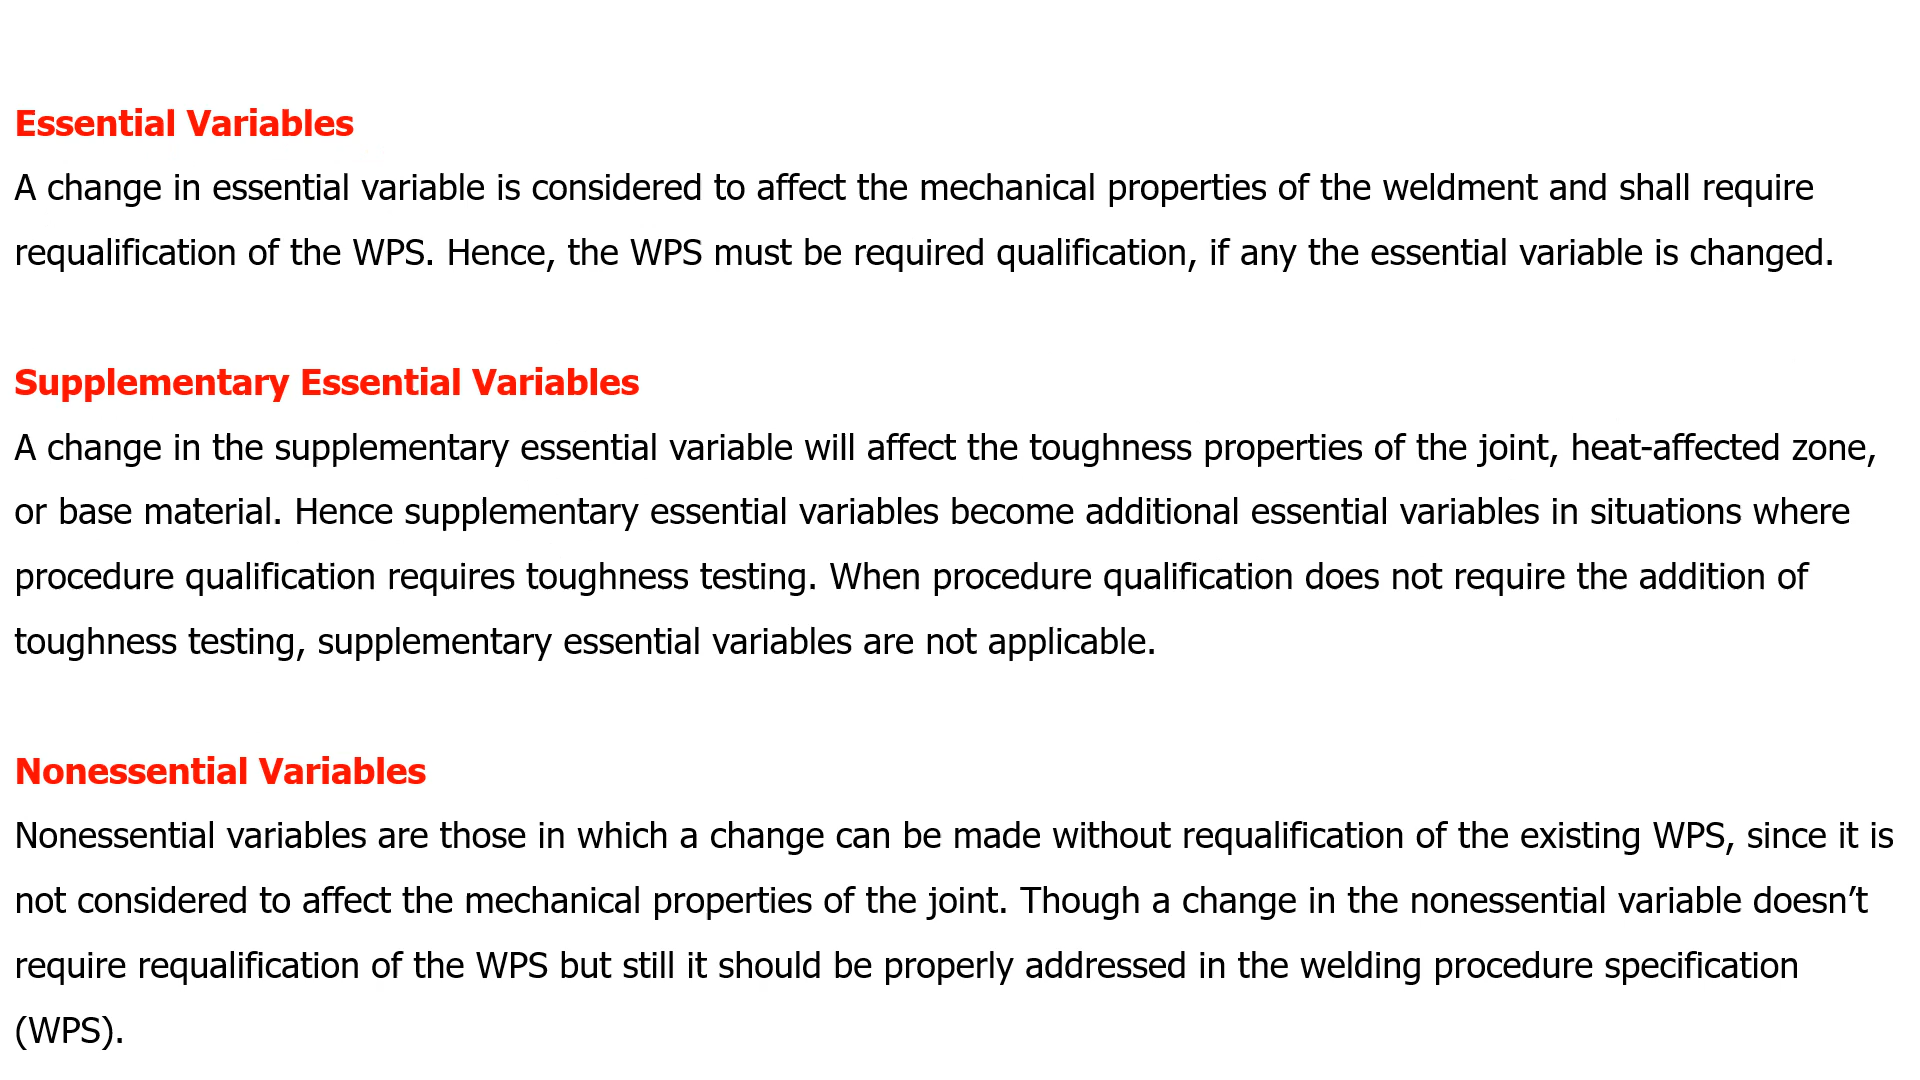 Essential Variables
A change in essential variable is considered to affect the mechanical properties of the weldment and shall require
requalification of the WPS. Hence, the WPS must be required qualification, if any the essential variable is changed.
Supplementary Essential Variables
A change in the supplementary essential variable will affect the toughness properties of the joint, heat-affected zone,
or base material. Hence supplementary essential variables become additional essential variables in situations where
procedure qualification requires toughness testing. When procedure qualification does not require the addition of
toughness testing, supplementary essential variables are not applicable.
Nonessential Variables
Nonessential variables are those in which a change can be made without requalification of the existing WPS, since it is
not considered to affect the mechanical properties of the joint. Though a change in the nonessential variable doesn’t
require requalification of the WPS but still it should be properly addressed in the welding procedure specification
(WPS).